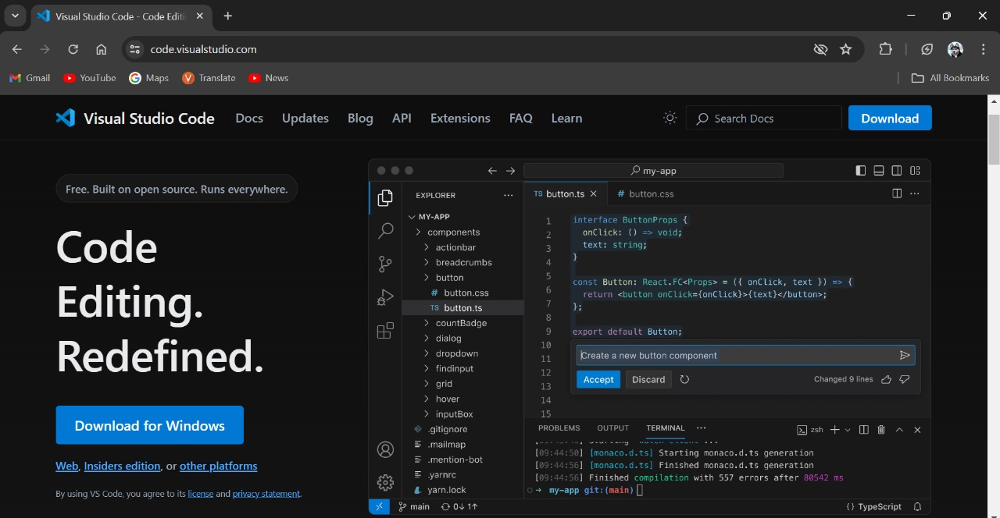 Visual Studio Code - Code Editi
code.visualstudio.com
Gmail YouTube Maps Translate News All Bookmarks
Visual Studio Code Docs Updates Blog API Extensions FAQ Learn Search Docs Download
Free. Built on open source. Runs everywhere.
Code
Editing.
Redefined.
Download for Windows
Web, Insiders edition, or other platforms
By using VS Code, you agree to its license and privacy statement.
my-app
EXPLORER
MY-APP
components
actionbar
breadcrumbs
button
# button.css
TS button.ts
countBadge
dialog
dropdown
findinput
grid
hover
inputBox
.gitignore
.mailmap
.mention-bot
.yarnrc
yarn.lock
TS button.ts # button.css
1 interface ButtonProps {
2 onClick: () => void;
3 text: string;
4 }
5
6 const Button: React.FC<Props> = ({ onClick, text }) => {
7 return <button onClick={onClick}>{text}</button>;
8 };
9
10 export default Button;
11
12
13
14
15
Create a new button component
Accept Discard Changed 9 lines
PROBLEMS OUTPUT TERMINAL zsh
[09:44:50] [monaco.d.ts] Starting monaco.d.ts generation
[09:44:56] [monaco.d.ts] Finished monaco.d.ts generation
[09:44:56] Finished compilation with 557 errors after 80542 ms
my-app git:(main)
main 0↓ 1↑ {} TypeScript